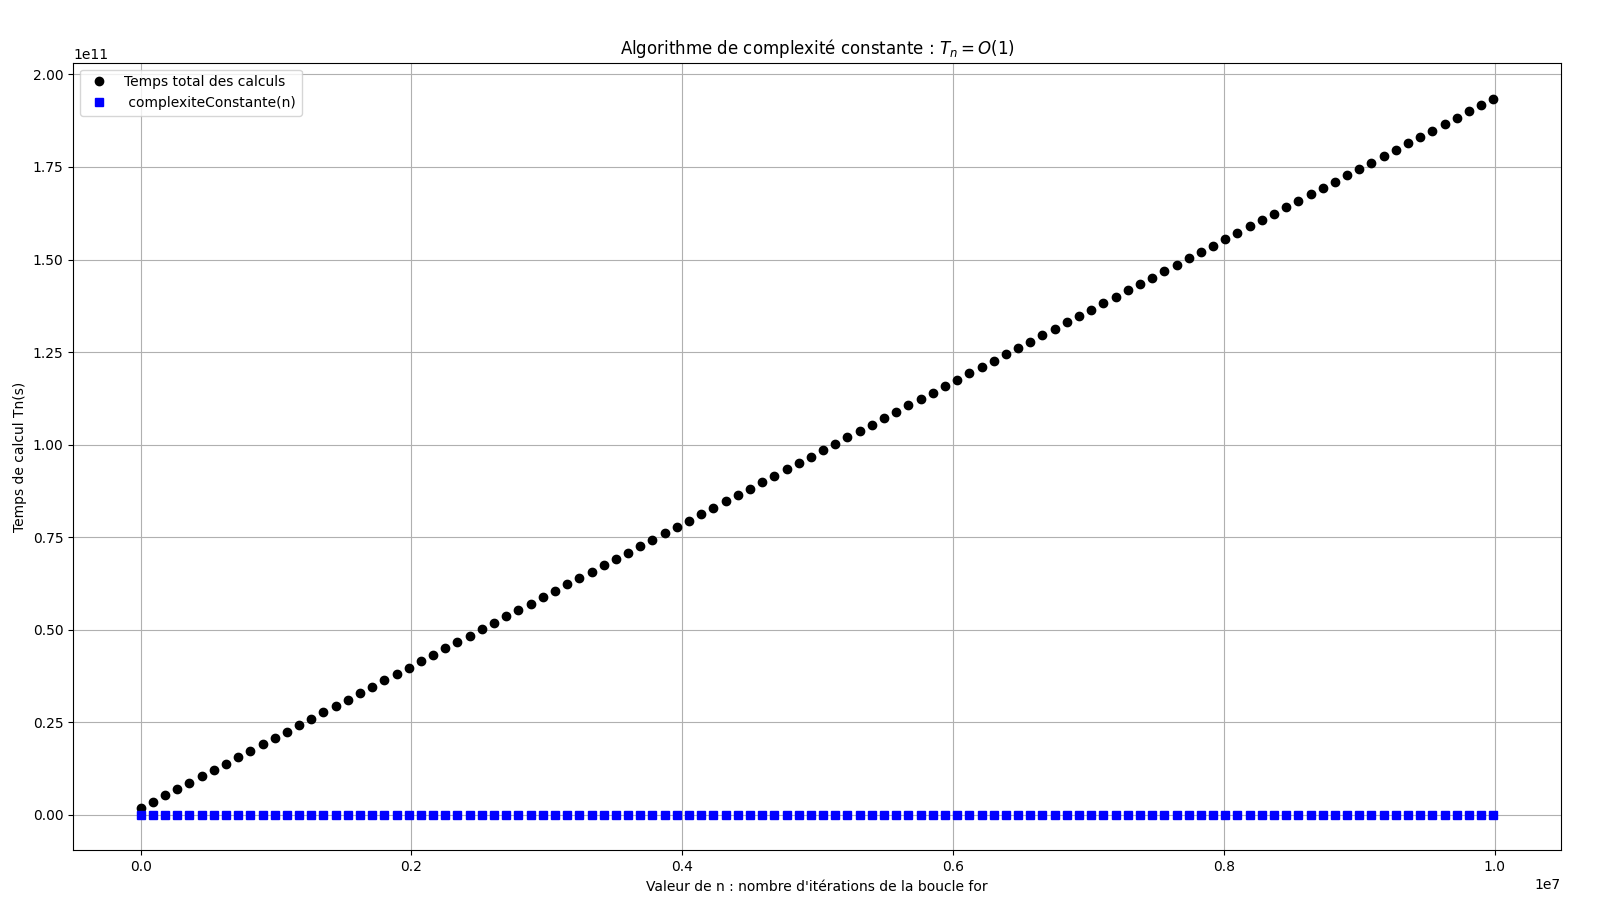 Algorithme de complexité constante : Tₙ = O(1)
1e11
2.00
Temps total des calculs
complexiteConstante(n)
1.75
1.50
1.25
1.00
Temps de calcul Tn(s)
0.75
0.50
0.25
0.00
0.0 0.2 0.4 0.6 0.8 1.0
1e7
Valeur de n : nombre d'itérations de la boucle for